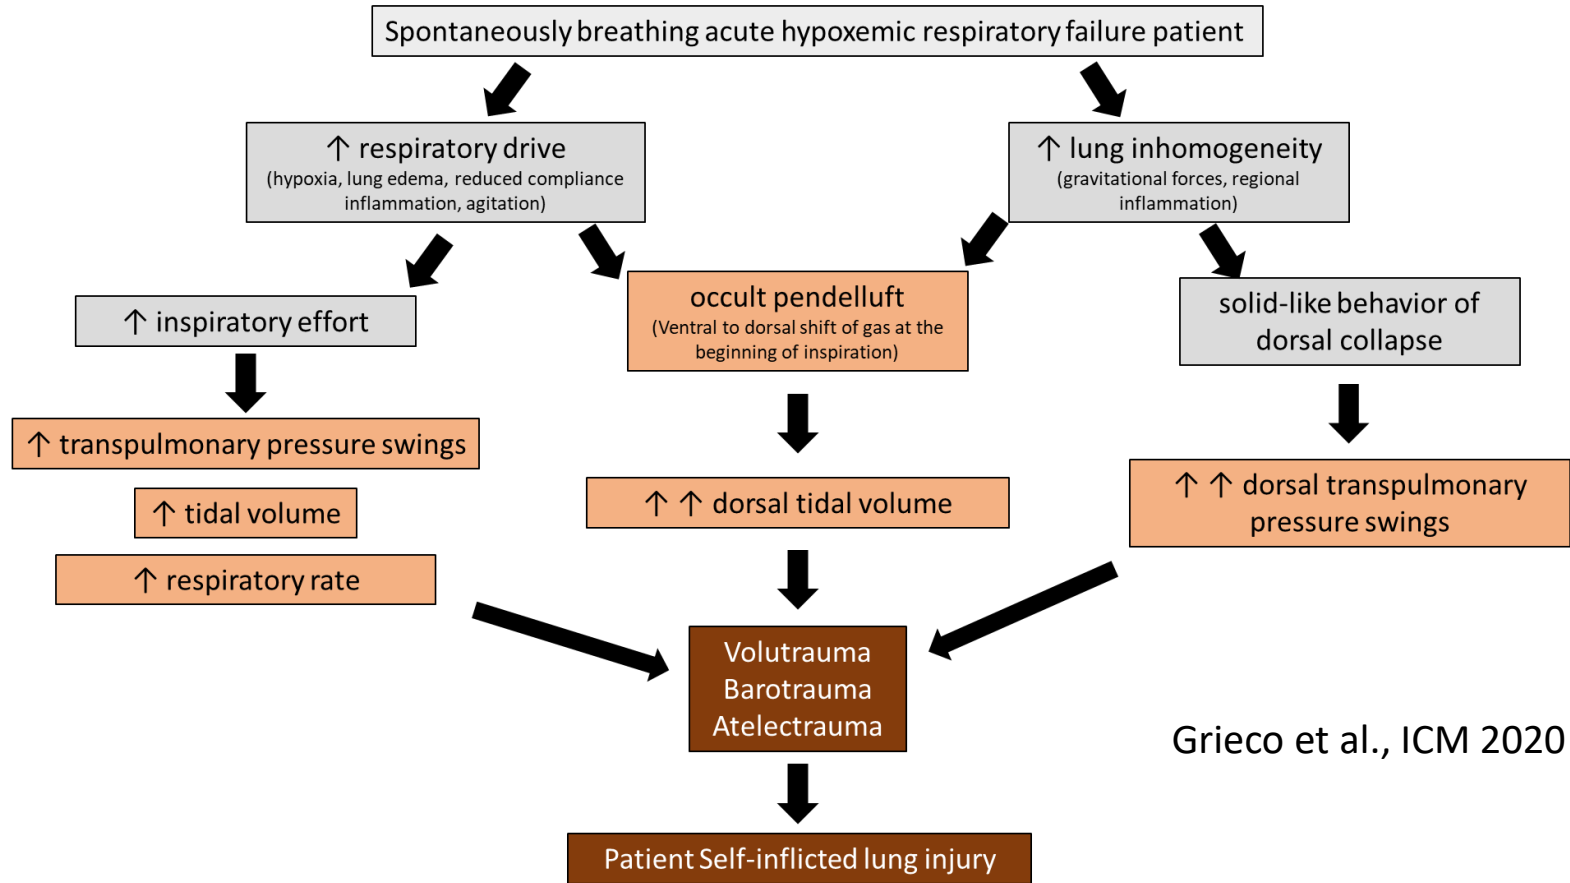 Spontaneously breathing acute hypoxemic respiratory failure patient
↑ respiratory drive
(hypoxia, lung edema, reduced compliance
inflammation, agitation)
↑ lung inhomogeneity
(gravitational forces, regional
inflammation)
↑ inspiratory effort
occult pendelluft
(Ventral to dorsal shift of gas at the
beginning of inspiration)
solid-like behavior of
dorsal collapse
↑ transpulmonary pressure swings
↑ tidal volume
↑ respiratory rate
↑ ↑ dorsal tidal volume
↑ ↑ dorsal transpulmonary
pressure swings
Volutrauma
Barotrauma
Atelectrauma
Grieco et al., ICM 2020
Patient Self-inflicted lung injury